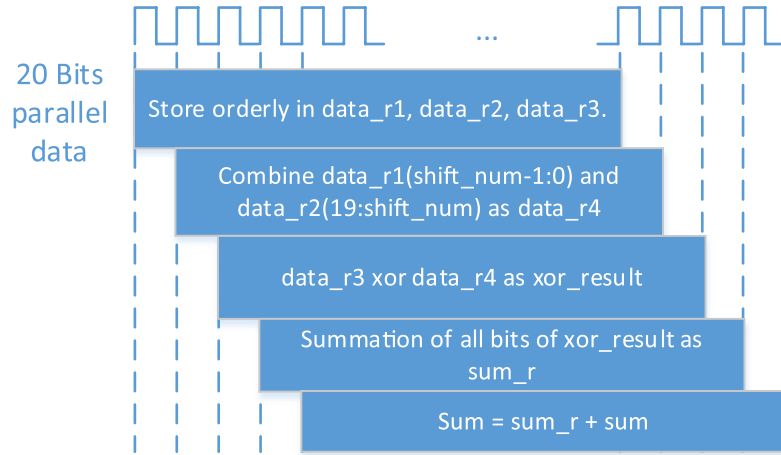 ...
20 Bits
parallel
data
Store orderly in data_r1, data_r2, data_r3.
Combine data_r1(shift_num-1:0) and
data_r2(19:shift_num) as data_r4
data_r3 xor data_r4 as xor_result
Summation of all bits of xor_result as
sum_r
Sum = sum_r + sum